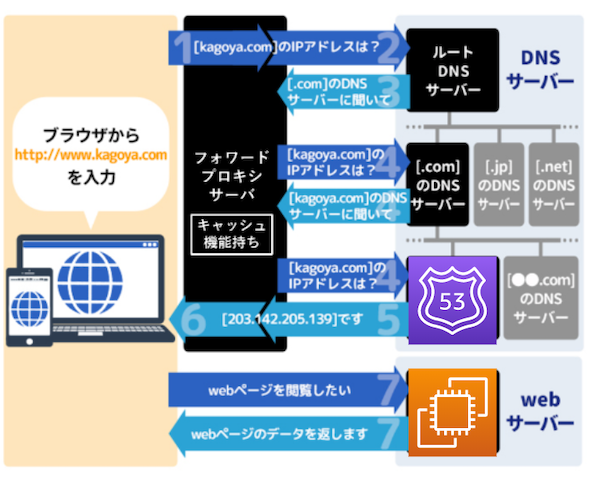 1
[kagoya.com]のIPアドレスは？
2
ルート
DNS
サーバー
DNS
サーバー
[.com]のDNS
サーバーに聞いて
3
ブラウザから
http://www.kagoya.com
を入力
フォワード
プロキシ
サーバ
キャッシュ
機能持ち
[kagoya.com]の
IPアドレスは？
4
[.com]
のDNS
サーバー
[.jp]
のDNS
サーバー
[.net]
のDNS
サーバー
[kagoya.com]のDNS
サーバーに聞いて
4
[kagoya.com]の
IPアドレスは？
4
53
[●●.com]
のDNS
サーバー
6
[203.142.205.139]です
5
webページを閲覧したい
7
web
サーバー
webページのデータを返します
7